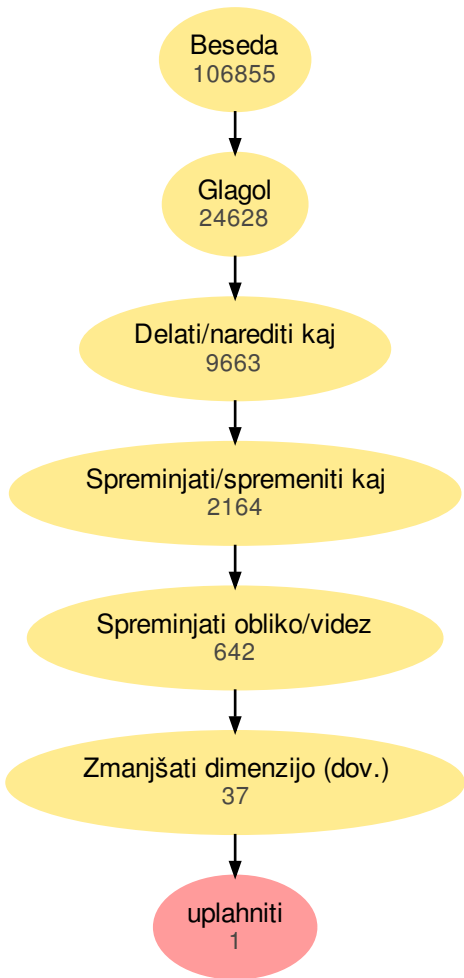 Beseda
106855
Glagol
24628
Delati/narediti kaj
9663
Spreminjati/spremeniti kaj
2164
Spreminjati obliko/videz
642
Zmanjšati dimenzijo (dov.)
37
uplahniti
1